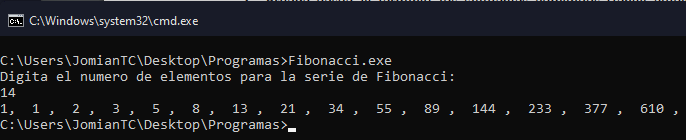 C:\Windows\system32\cmd.exe
C:\Users\JomianTC\Desktop\Programas>Fibonacci.exe
Digita el numero de elementos para la serie de Fibonacci:
14
1,  1 ,  2 ,  3 ,  5 ,  8 ,  13 ,  21 ,  34 ,  55 ,  89 ,  144 ,  233 ,  377 ,  610 ,
C:\Users\JomianTC\Desktop\Programas>